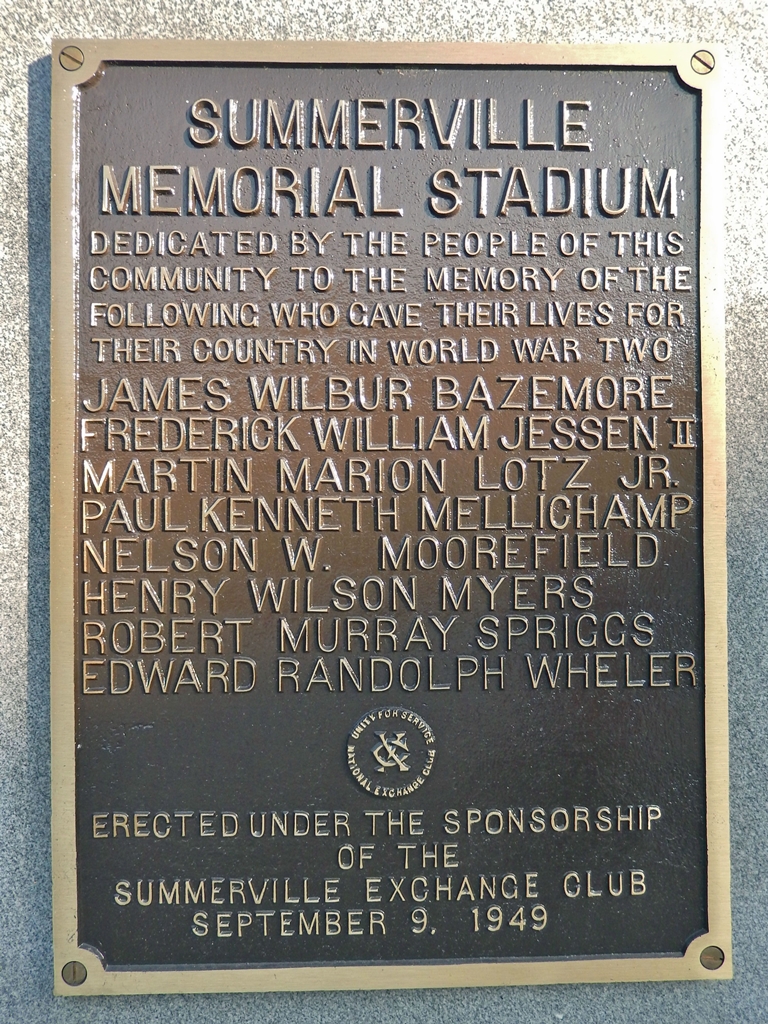 SUMMERVILLE
MEMORIAL STADIUM
DEDICATED BY THE PEOPLE OF THIS
COMMUNITY TO THE MEMORY OF THE
FOLLOWING WHO GAVE THEIR LIVES FOR
THEIR COUNTRY IN WORLD WAR TWO
JAMES WILBUR BAZEMORE
FREDERICK WILLIAM JESSEN II
MARTIN MARION LOTZ JR.
PAUL KENNETH MELLICHAMP
NELSON W. MOOREFIELD
HENRY WILSON MYERS
ROBERT MURRAY SPRIGGS
EDWARD RANDOLPH WHELER
UNITY FOR SERVICE
XC
NATIONAL EXCHANGE CLUB
ERECTED UNDER THE SPONSORSHIP
OF THE
SUMMERVILLE EXCHANGE CLUB
SEPTEMBER 9, 1949